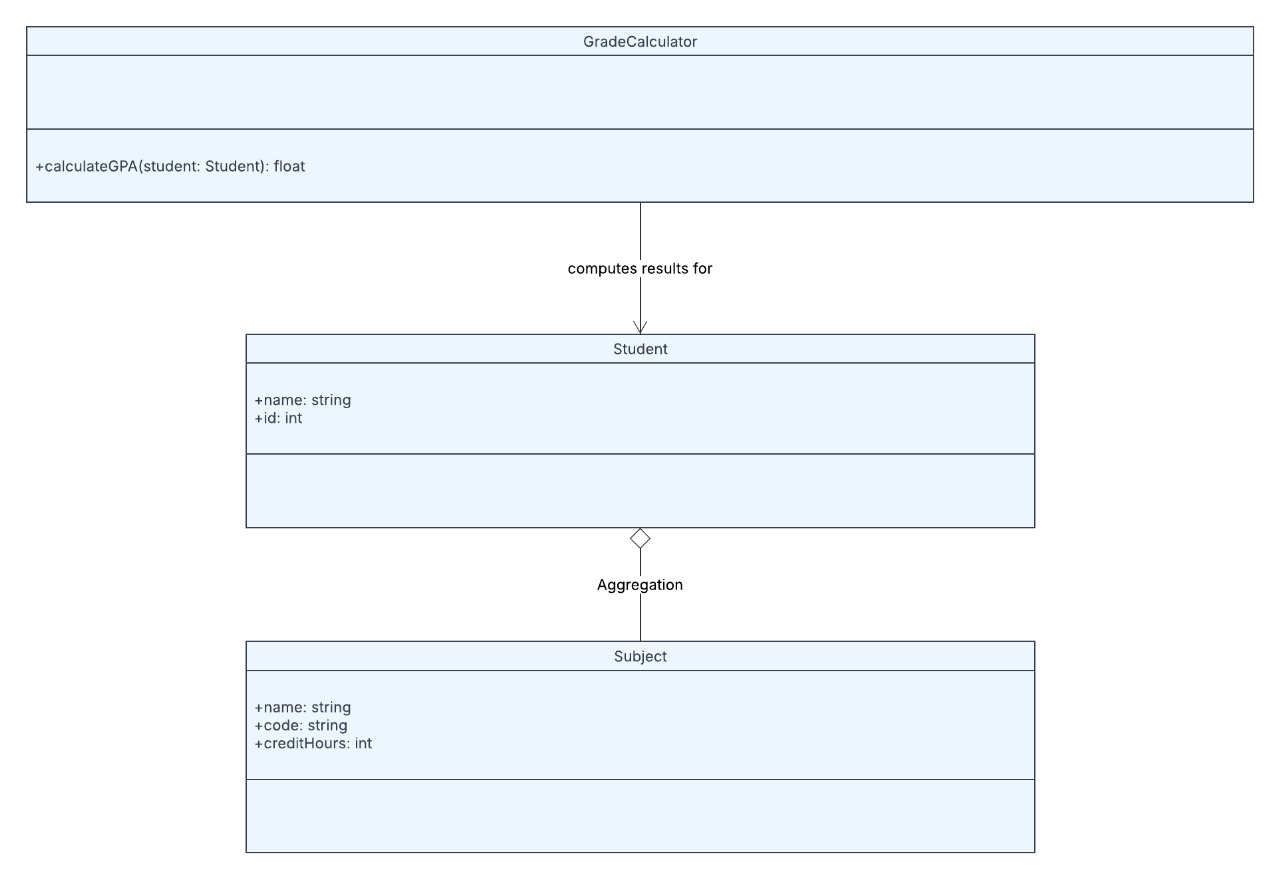 GradeCalculator
+calculateGPA(student: Student): float
computes results for
Student
+name: string
+id: int
Aggregation
Subject
+name: string
+code: string
+creditHours: int